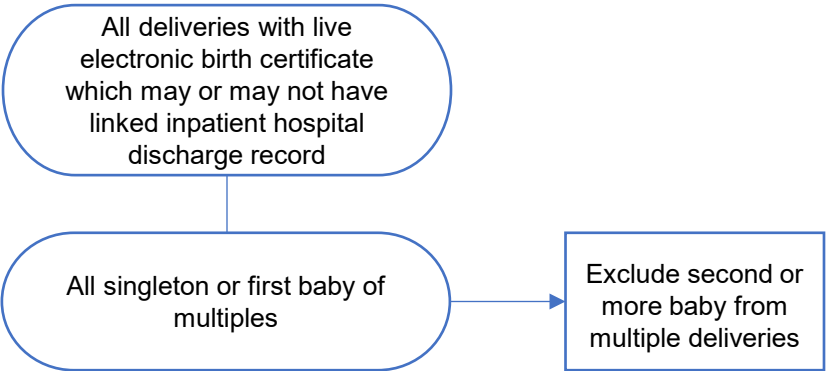 All deliveries with live
electronic birth certificate
which may or may not have
linked inpatient hospital
discharge record
All singleton or first baby of
multiples
Exclude second or
more baby from
multiple deliveries